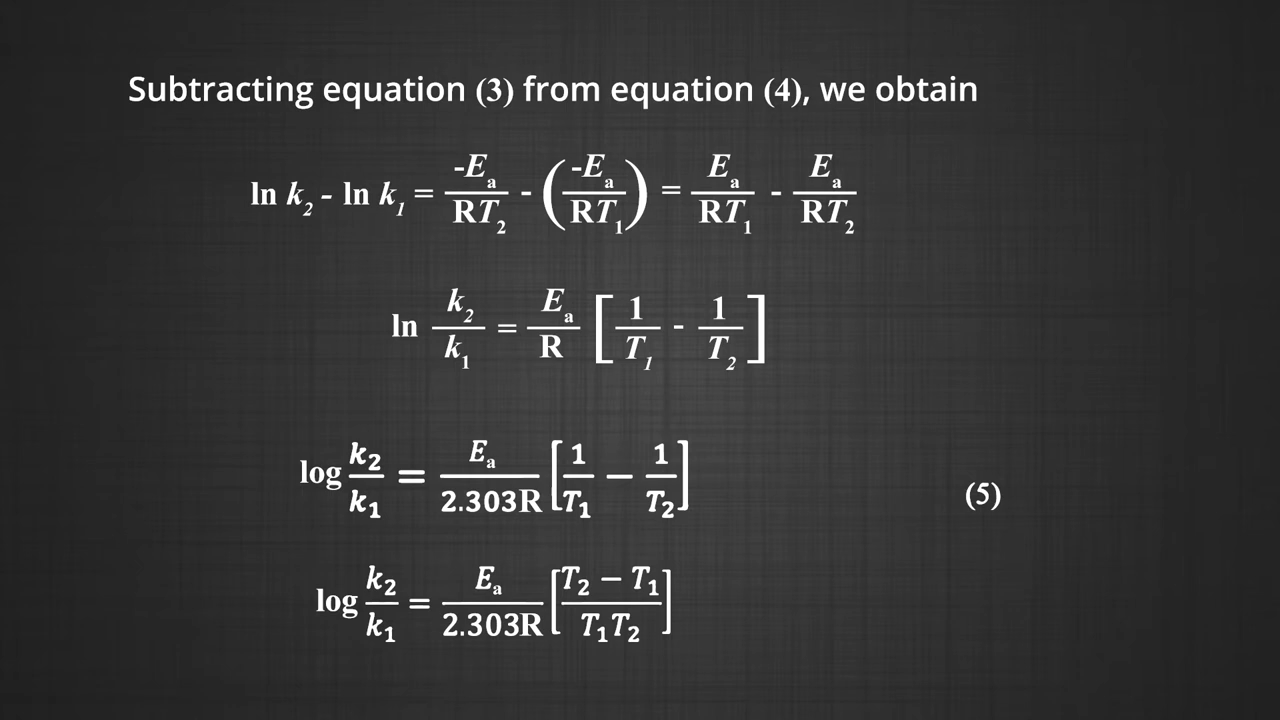 Subtracting equation (3) from equation (4), we obtain
ln k₂ - ln k₁ = -Eₐ/RT₂ - (-Eₐ/RT₁) = Eₐ/RT₁ - Eₐ/RT₂
ln k₂/k₁ = Eₐ/R [1/T₁ - 1/T₂]
log k₂/k₁ = Eₐ/2.303R [1/T₁ − 1/T₂] (5)
log k₂/k₁ = Eₐ/2.303R [T₂ − T₁/T₁T₂]